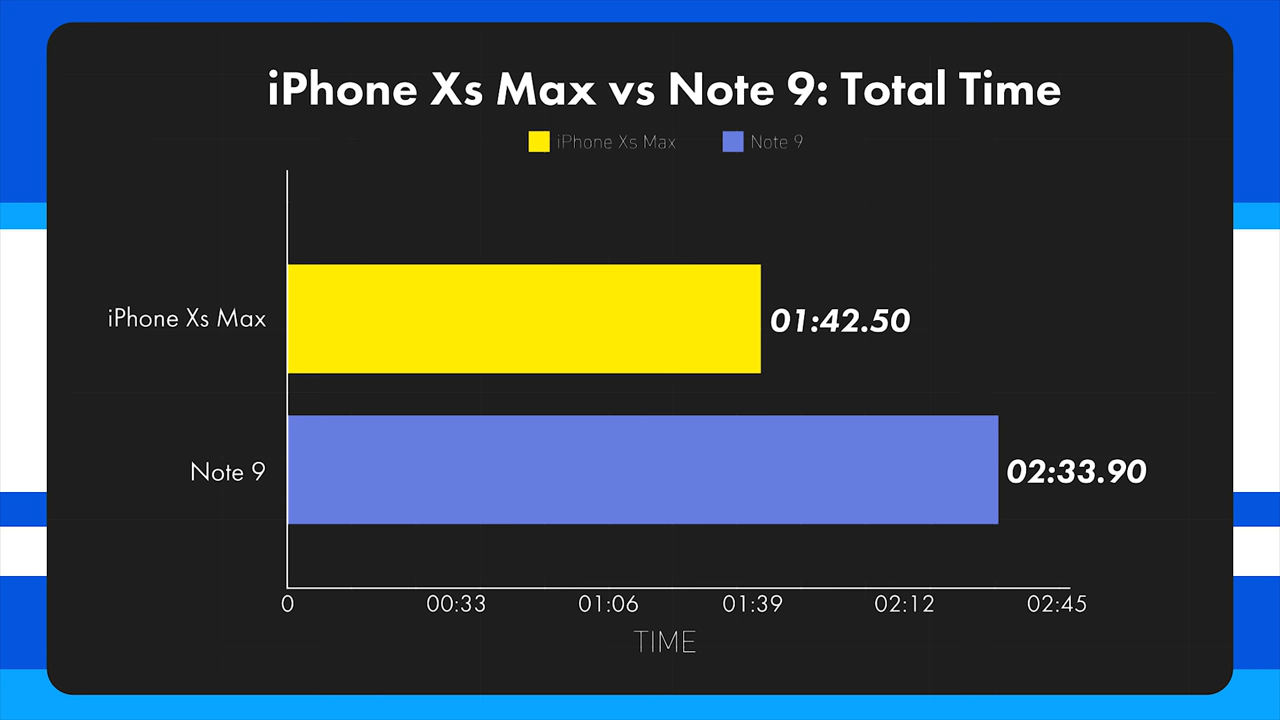 iPhone Xs Max vs Note 9: Total Time
iPhone Xs Max Note 9
iPhone Xs Max 01:42.50
Note 9 02:33.90
0 00:33 01:06 01:39 02:12 02:45
TIME